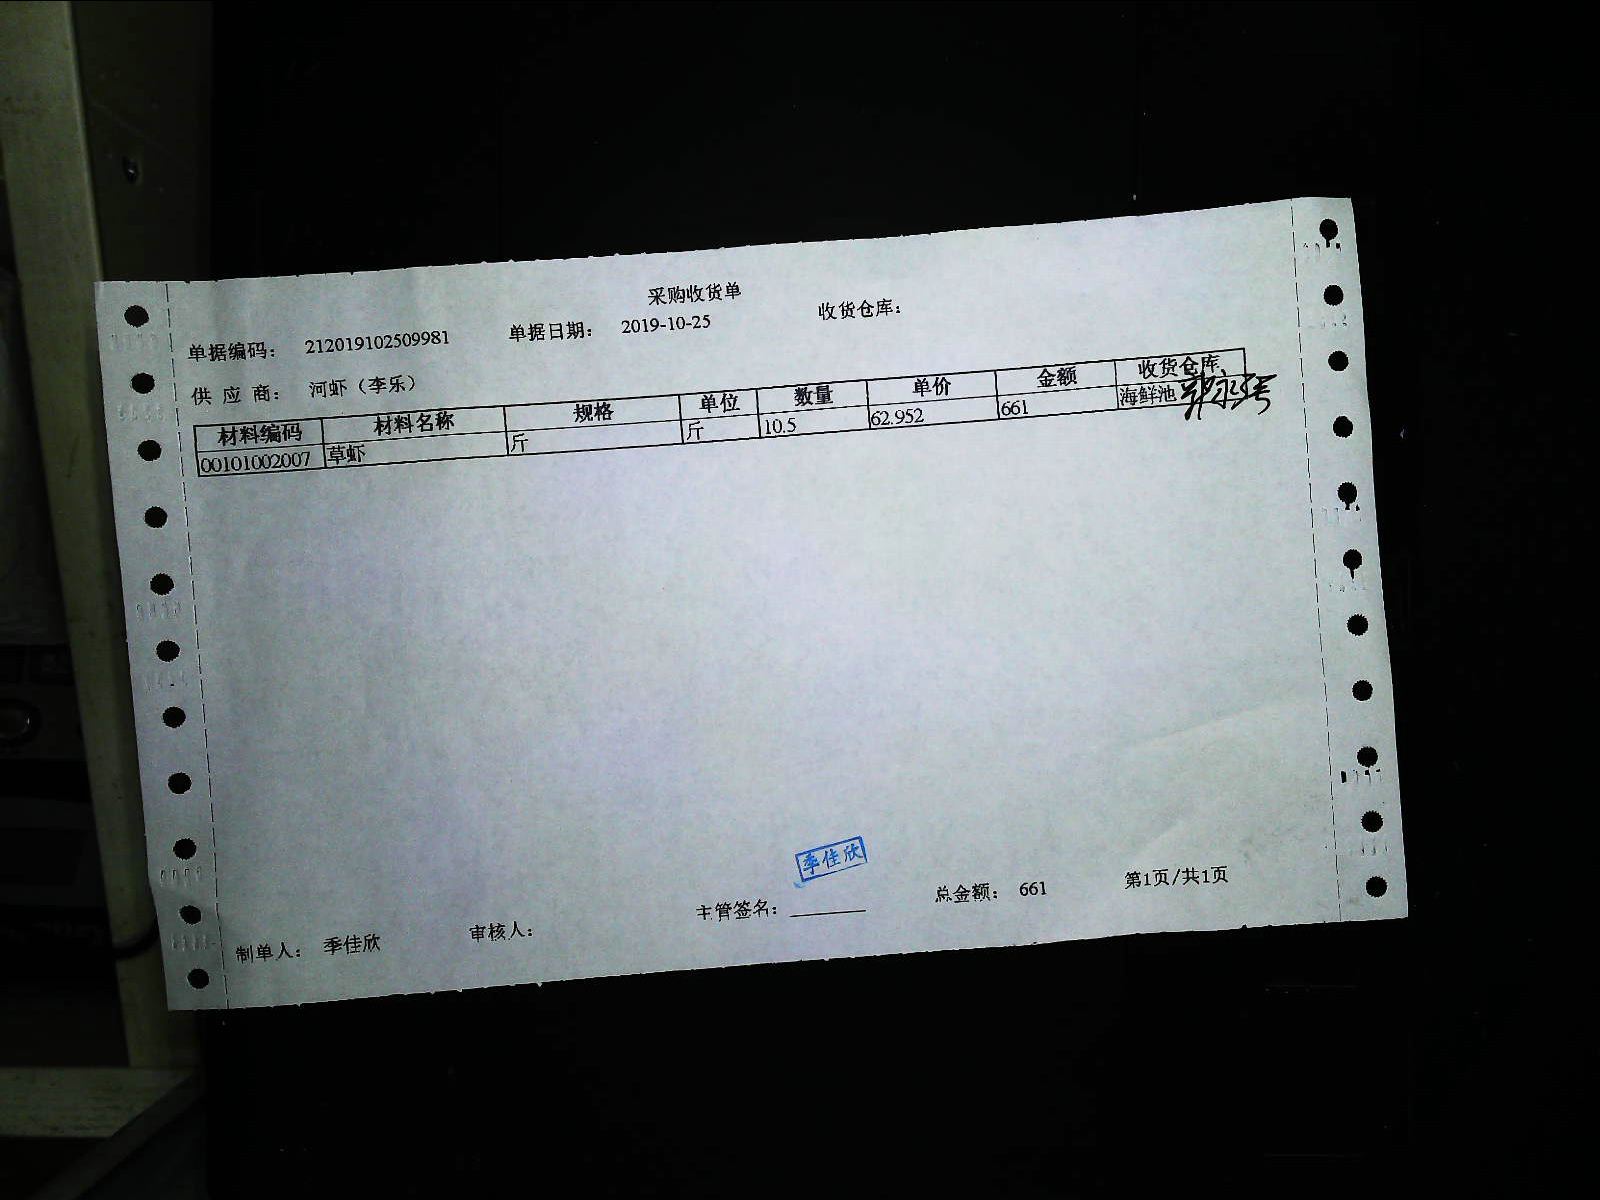 采购收货单
单据编码： 212019102509981 单据日期： 2019-10-25 收货仓库：
供 应 商： 河虾（李乐）
材料编码 材料名称 规格 单位 数量 单价 金额 收货仓库
00101002007 草虾 斤 斤 10.5 62.952 661 海鲜池
季佳欣
制单人： 季佳欣 审核人： 主管签名： 总金额： 661 第1页/共1页